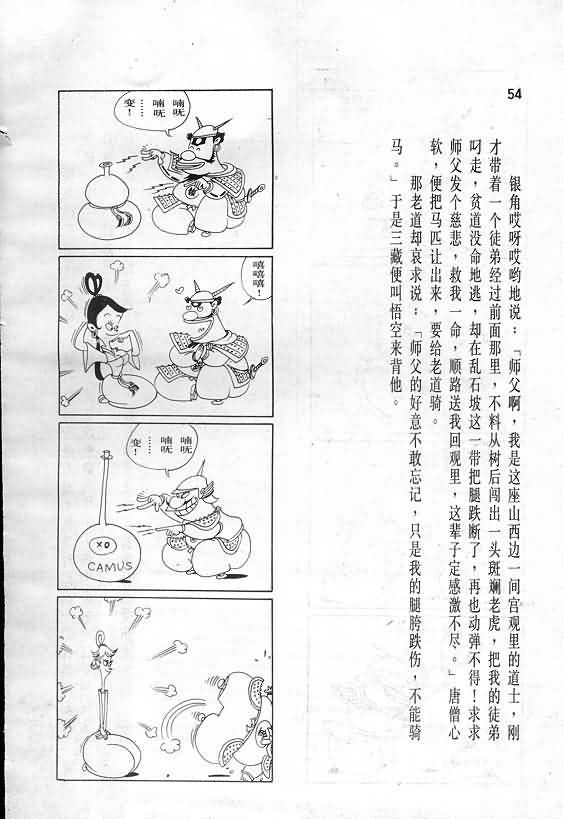 54
银角哎呀哎哟地说：「师父啊，我是这座山西边一间宫观里的道士，刚
才带着一个徒弟经过前面那里，不料从树后闯出一头斑斓老虎，把我的徒弟
叼走，贫道没命地逃，却在乱石坡这一带把腿跌断了，再也动弹不得！求求
师父发个慈悲，救我一命，顺路送我回观里，这辈子定感激不尽。」唐僧心
软，便把马匹让出来，要给老道骑。
那老道却哀求说：「师父的好意不敢忘记，只是我的腿胯跌伤，不能骑
马。」于是三藏便叫悟空来背他。
喃呒
喃呒
……
变！
嘻嘻嘻！
喃呒
喃呒
……
变！
XO
CAMUS